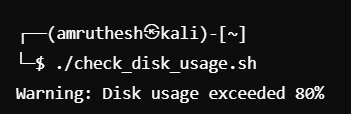 ┌──(amruthesh㉿kali)-[~]
└─$ ./check_disk_usage.sh
Warning: Disk usage exceeded 80%